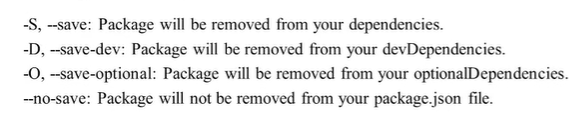 -S, --save: Package will be removed from your dependencies.
-D, --save-dev: Package will be removed from your devDependencies.
-O, --save-optional: Package will be removed from your optionalDependencies.
--no-save: Package will not be removed from your package.json file.